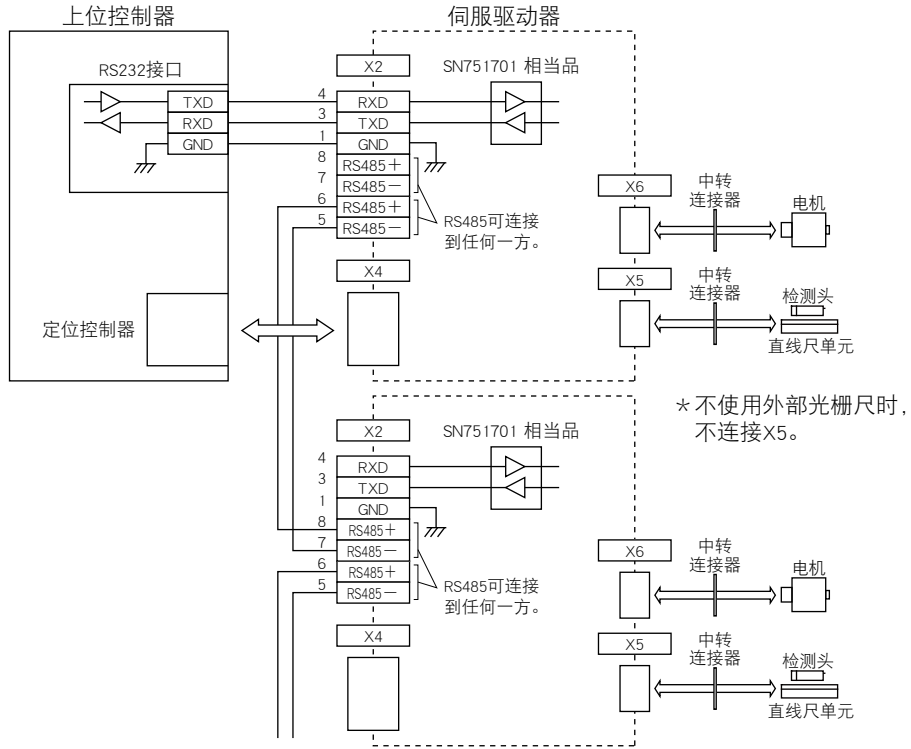 上位控制器
伺服驱动器
RS232接口
X2
SN751701 相当品
TXD
4
RXD
RXD
3
TXD
GND
1
GND
8
RS485＋
7
RS485－
6
RS485＋
5
RS485－
RS485可连接
到任何一方。
X6
中转
连接器
电机
X4
X5
中转
连接器
检测头
直线尺单元
定位控制器
＊不使用外部光栅尺时，
不连接X5。
X2
SN751701 相当品
4
RXD
3
TXD
1
GND
8
RS485＋
7
RS485－
6
RS485＋
5
RS485－
RS485可连接
到任何一方。
X6
中转
连接器
电机
X4
X5
中转
连接器
检测头
直线尺单元